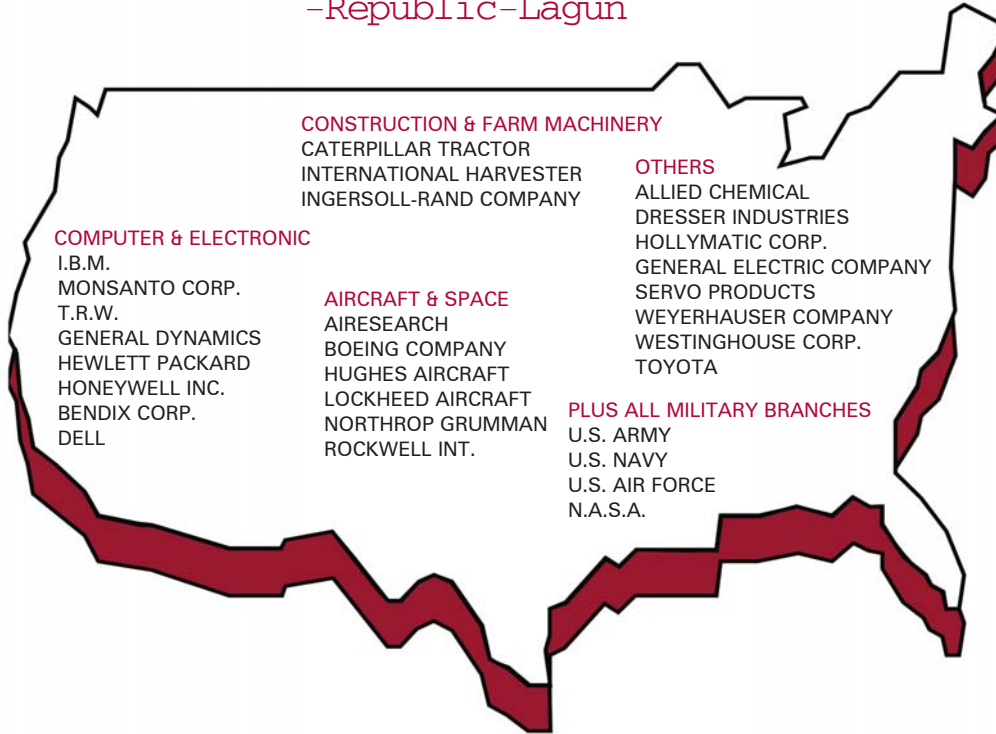 -Republic-Lagun
CONSTRUCTION & FARM MACHINERY
CATERPILLAR TRACTOR
INTERNATIONAL HARVESTER
INGERSOLL-RAND COMPANY
OTHERS
ALLIED CHEMICAL
DRESSER INDUSTRIES
HOLLYMATIC CORP.
GENERAL ELECTRIC COMPANY
SERVO PRODUCTS
WEYERHAUSER COMPANY
WESTINGHOUSE CORP.
TOYOTA
COMPUTER & ELECTRONIC
I.B.M.
MONSANTO CORP.
T.R.W.
GENERAL DYNAMICS
HEWLETT PACKARD
HONEYWELL INC.
BENDIX CORP.
DELL
AIRCRAFT & SPACE
AIRESEARCH
BOEING COMPANY
HUGHES AIRCRAFT
LOCKHEED AIRCRAFT
NORTHROP GRUMMAN
ROCKWELL INT.
PLUS ALL MILITARY BRANCHES
U.S. ARMY
U.S. NAVY
U.S. AIR FORCE
N.A.S.A.